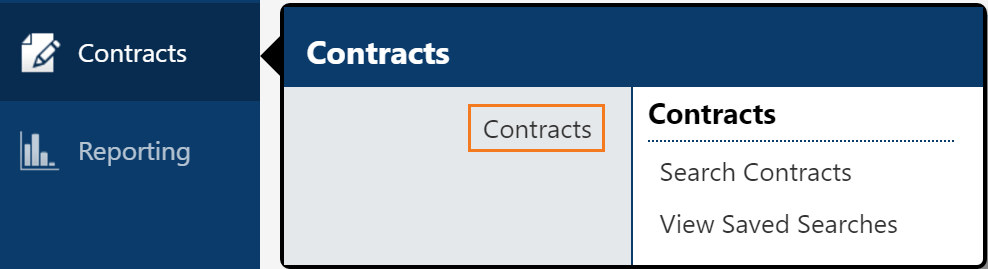 Contracts
Reporting
Contracts
Contracts
Contracts
Search Contracts
View Saved Searches